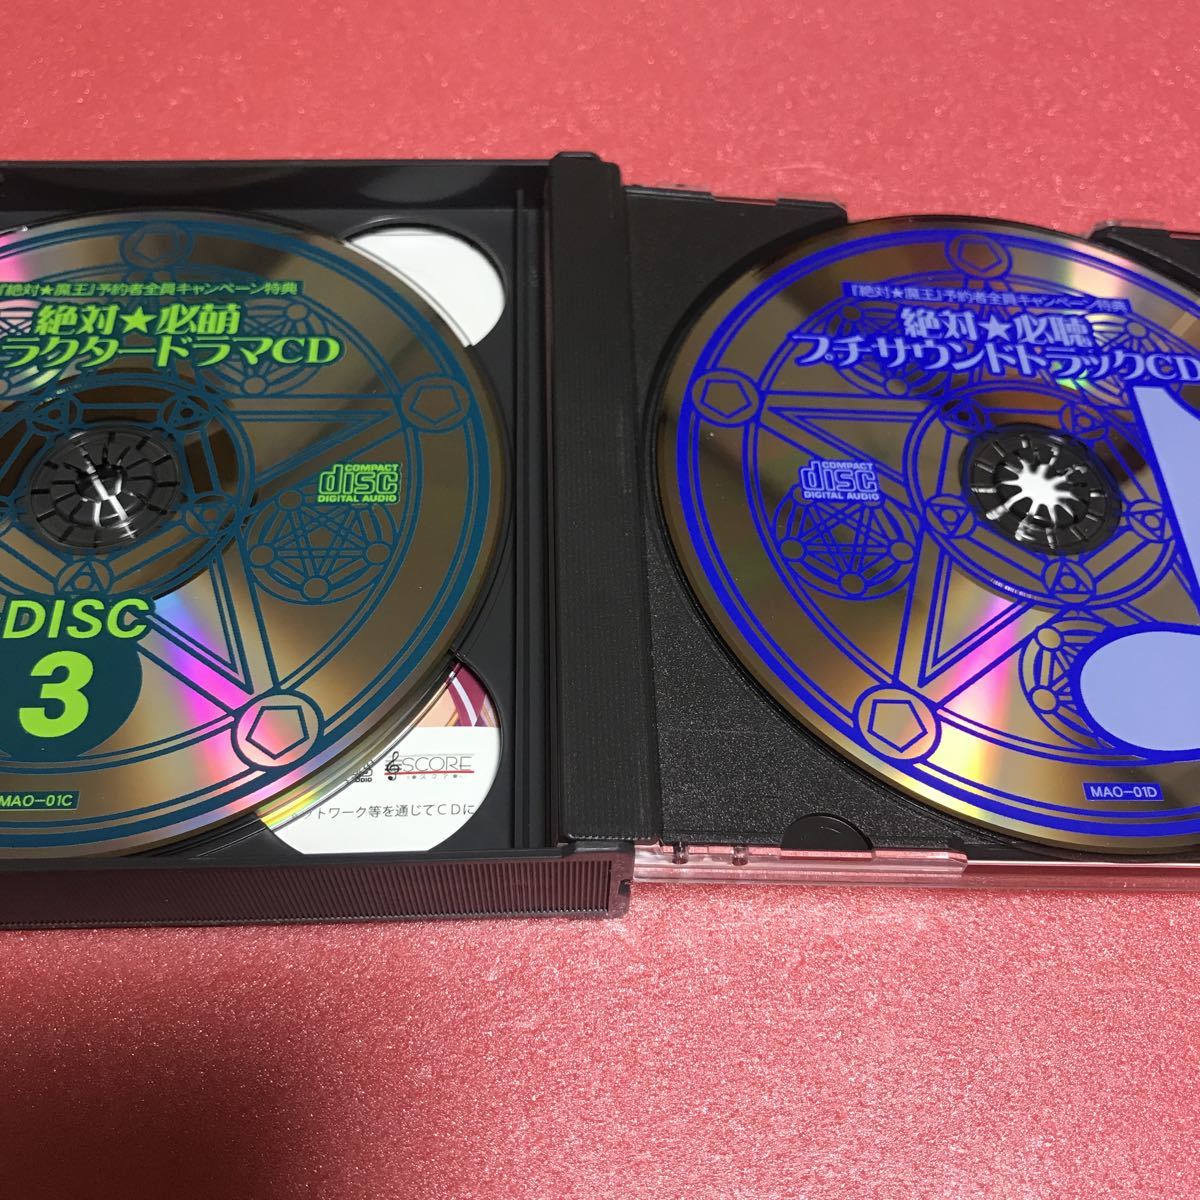 『絶対★魔王』予約者全員キャンペーン特典
絶対★必萌
ラクタードラマCD
COMPACT
disc
DIGITAL AUDIO
DISC
3
MAO-01C
SCORE
スコア
ットワーク等を通じてCDに
『絶対★魔王』予約者全員キャンペーン特典
絶対★必聴
プチサウンドトラックCD
COMPACT
disc
DIGITAL AUDIO
MAO-01D